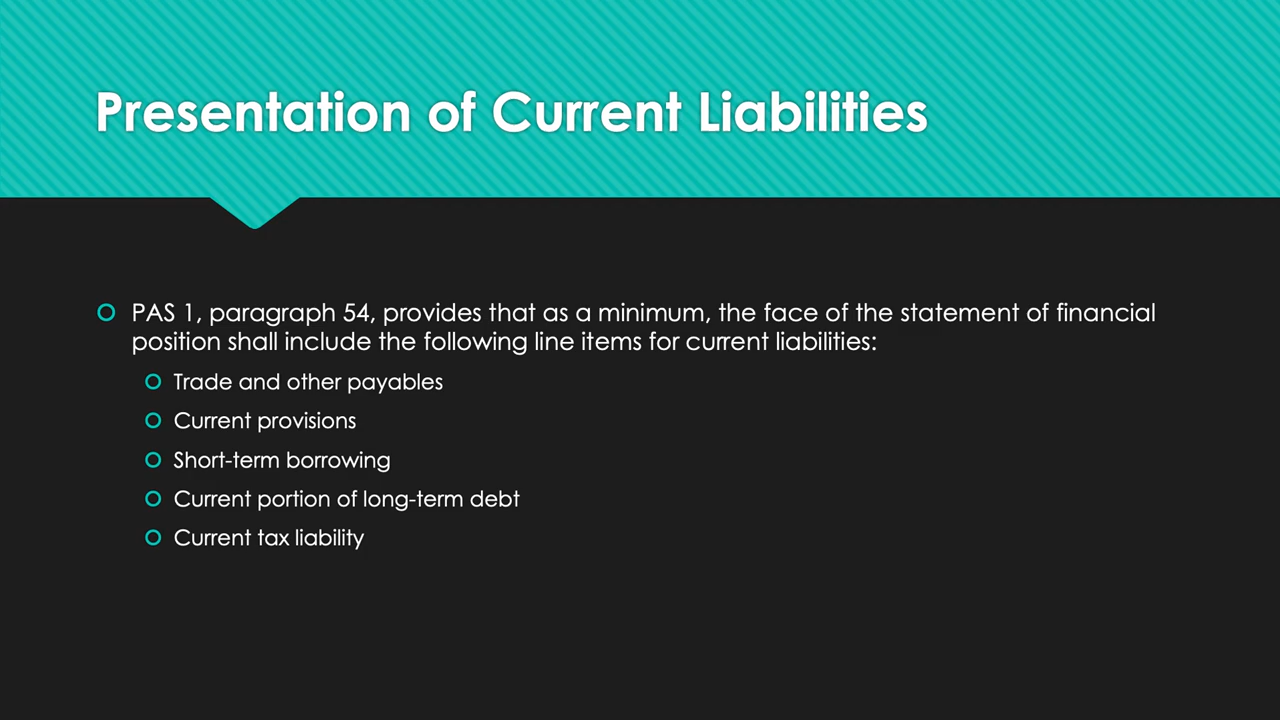 Presentation of Current Liabilities
PAS 1, paragraph 54, provides that as a minimum, the face of the statement of financial
position shall include the following line items for current liabilities:
Trade and other payables
Current provisions
Short-term borrowing
Current portion of long-term debt
Current tax liability